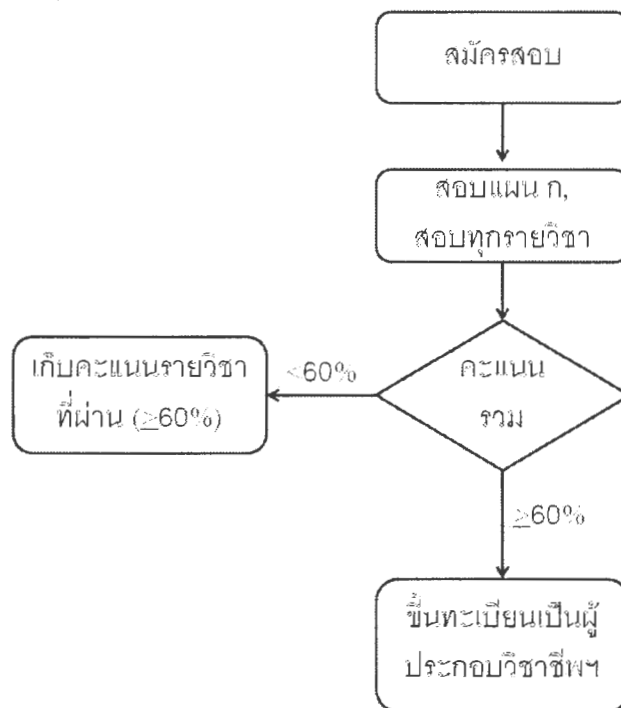 สมัครสอบ
สอบแผน ก,
สอบทุกรายวิชา
คะแนน
รวม
<60%
เก็บคะแนนรายวิชา
ที่ผ่าน (≥60%)
≥60%
ขึ้นทะเบียนเป็นผู้
ประกอบวิชาชีพฯ